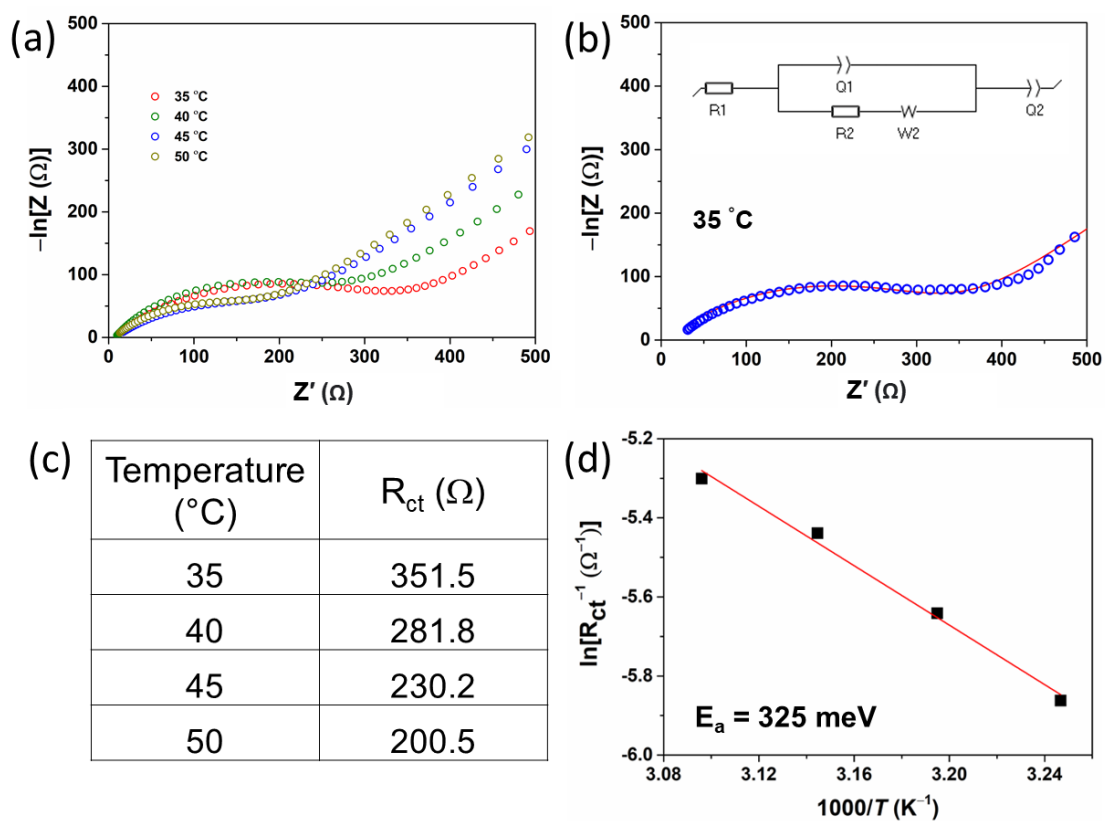 (a)
500
400
300
200
100
0
−In[Z (Ω)]
35 °C
40 °C
45 °C
50 °C
0 100 200 300 400 500
Z′ (Ω)
(b)
500
400
300
200
100
0
−In[Z (Ω)]
R1
Q1
R2
W2
Q2
35 °C
0 100 200 300 400 500
Z′ (Ω)
(c)
Temperature
(°C)
Rct (Ω)
35 351.5
40 281.8
45 230.2
50 200.5
(d)
-5.2
-5.4
-5.6
-5.8
-6.0
ln[Rct⁻¹ (Ω⁻¹)]
Ea = 325 meV
3.08 3.12 3.16 3.20 3.24
1000/T (K⁻¹)